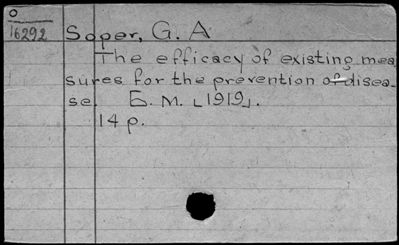 O
16292
Soper, G. A
The efficacy of existing mea
sures for the prevention of disea-
se. Б. М. [1919].
14 p.